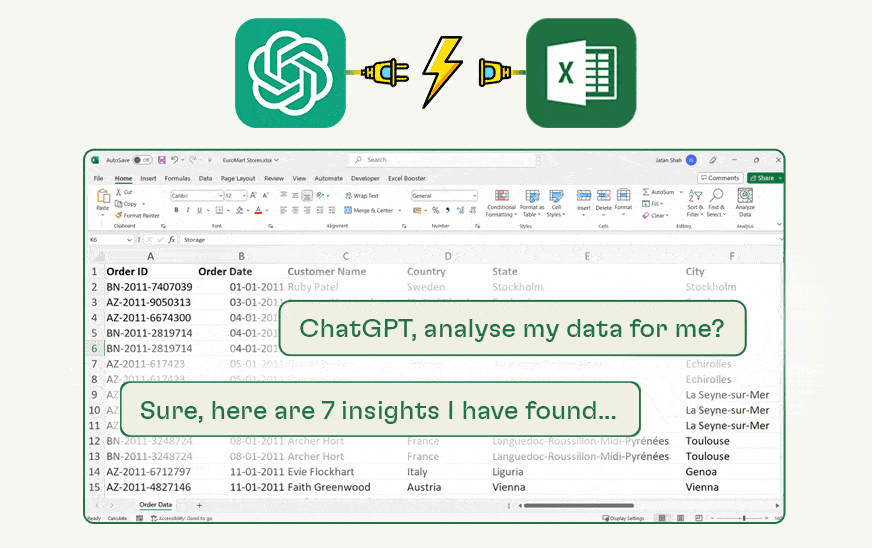 X
AutoSave Off EuroMart Stores.xlsx Search Jatan Shah
File Home Insert Formulas Data Page Layout Review View Automate Developer Excel Booster Comments Share
Paste Cut Copy Format Painter Calibri 12 Wrap Text Merge & Center General Conditional Formatting Format as Table Cell Styles Insert Delete Format AutoSum Fill Clear Sort & Filter Find & Select Analyze Data
Clipboard Font Alignment Number Styles Cells Editing Analysis
K6 fx Storage
A B C D E F
1 Order ID Order Date Customer Name Country State City
2 BN-2011-7407039 01-01-2011 Ruby Patel Sweden Stockholm Stockholm
3 AZ-2011-9050313 03-01-2011
4 AZ-2011-6674300 04-01-2011
5 BN-2011-2819714 04-01-2011
6 BN-2011-2819714 04-01-2011
ChatGPT, analyse my data for me?
7 AZ-2011-617423 05-01-2011 Echirolles
8 AZ-2011-617423 Echirolles
9 La Seyne-sur-Mer
10 La Seyne-sur-Mer
11 La Seyne-sur-Mer
Sure, here are 7 insights I have found...
12 BN-2011-3248724 08-01-2011 Archer Hort France Languedoc-Roussillon-Midi-Pyrénées Toulouse
13 BN-2011-3248724 08-01-2011 Archer Hort France Languedoc-Roussillon-Midi-Pyrénées Toulouse
14 AZ-2011-6712797 11-01-2011 Evie Flockhart Italy Liguria Genoa
15 AZ-2011-4827146 11-01-2011 Faith Greenwood Austria Vienna Vienna
Order Data
Ready Calculate Accessibility: Good to go Display Settings